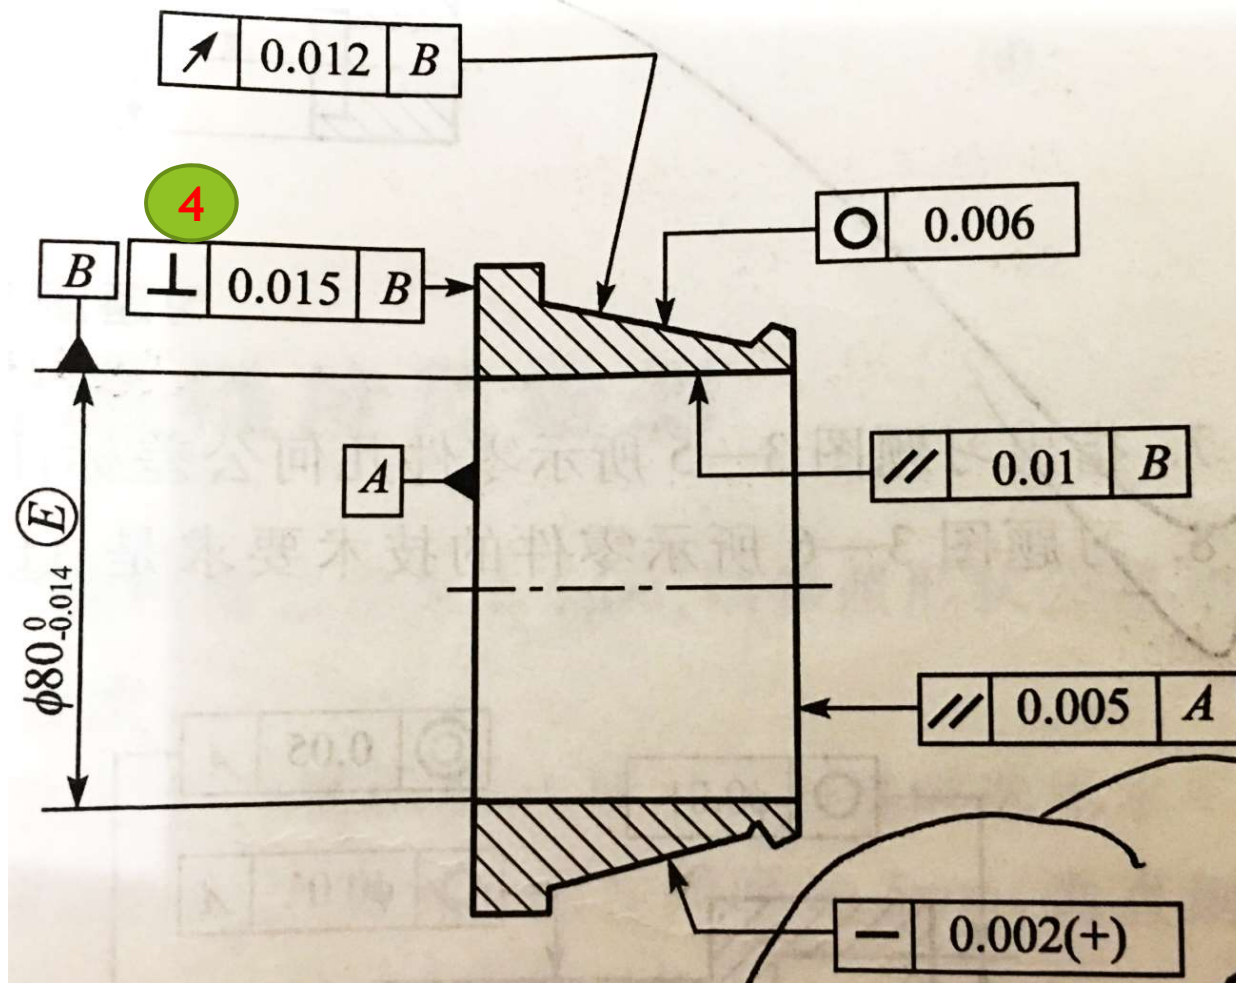 ↗ 0.012 B
4
○ 0.006
B
⊥ 0.015 B
A
// 0.01 B
ϕ80 0 -0.014 Ⓔ
// 0.005 A
— 0.002(+)